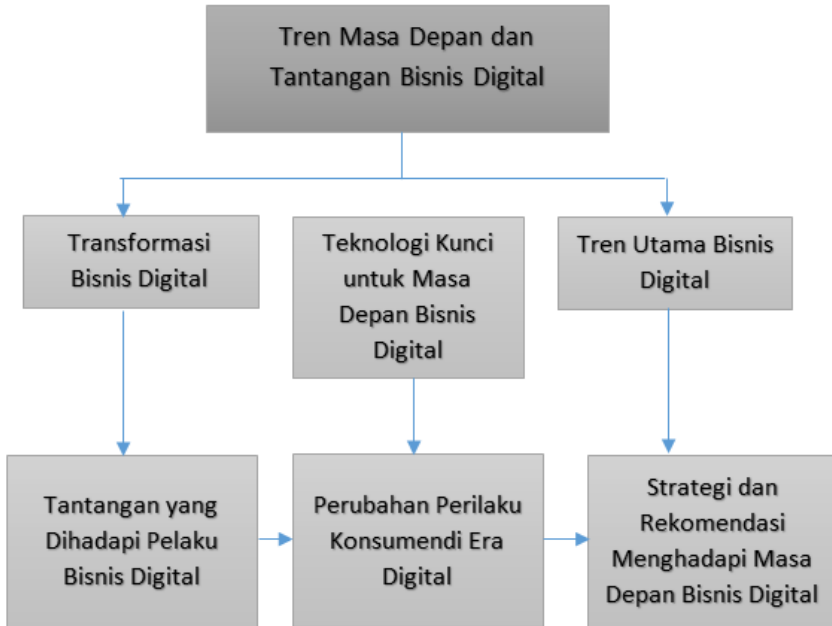 Tren Masa Depan dan
Tantangan Bisnis Digital
Transformasi
Bisnis Digital
Teknologi Kunci
untuk Masa
Depan Bisnis
Digital
Tren Utama Bisnis
Digital
Tantangan yang
Dihadapi Pelaku
Bisnis Digital
Perubahan Perilaku
Konsumendi Era
Digital
Strategi dan
Rekomendasi
Menghadapi Masa
Depan Bisnis Digital